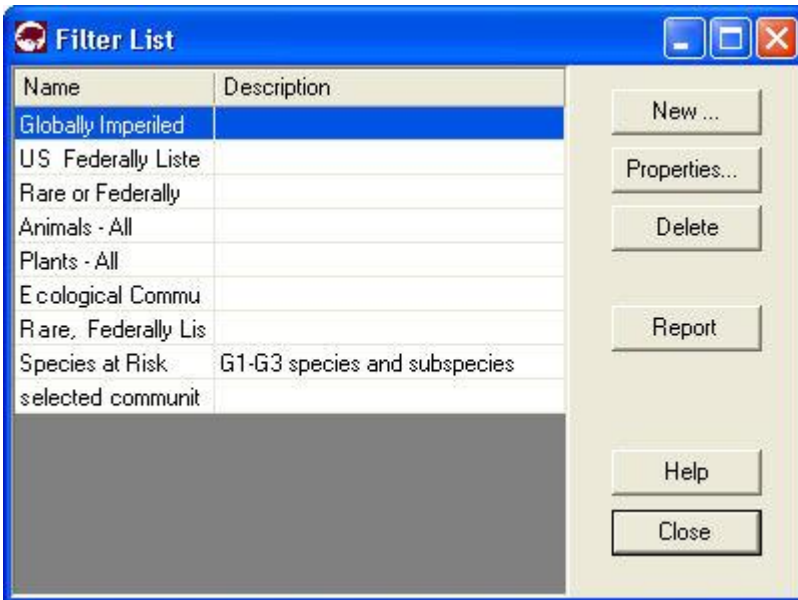 Filter List
Name Description
Globally Imperiled
US Federally Liste
Rare or Federally
Animals - All
Plants - All
Ecological Commu
Rare, Federally Lis
Species at Risk G1-G3 species and subspecies
selected communit
New ...
Properties...
Delete
Report
Help
Close